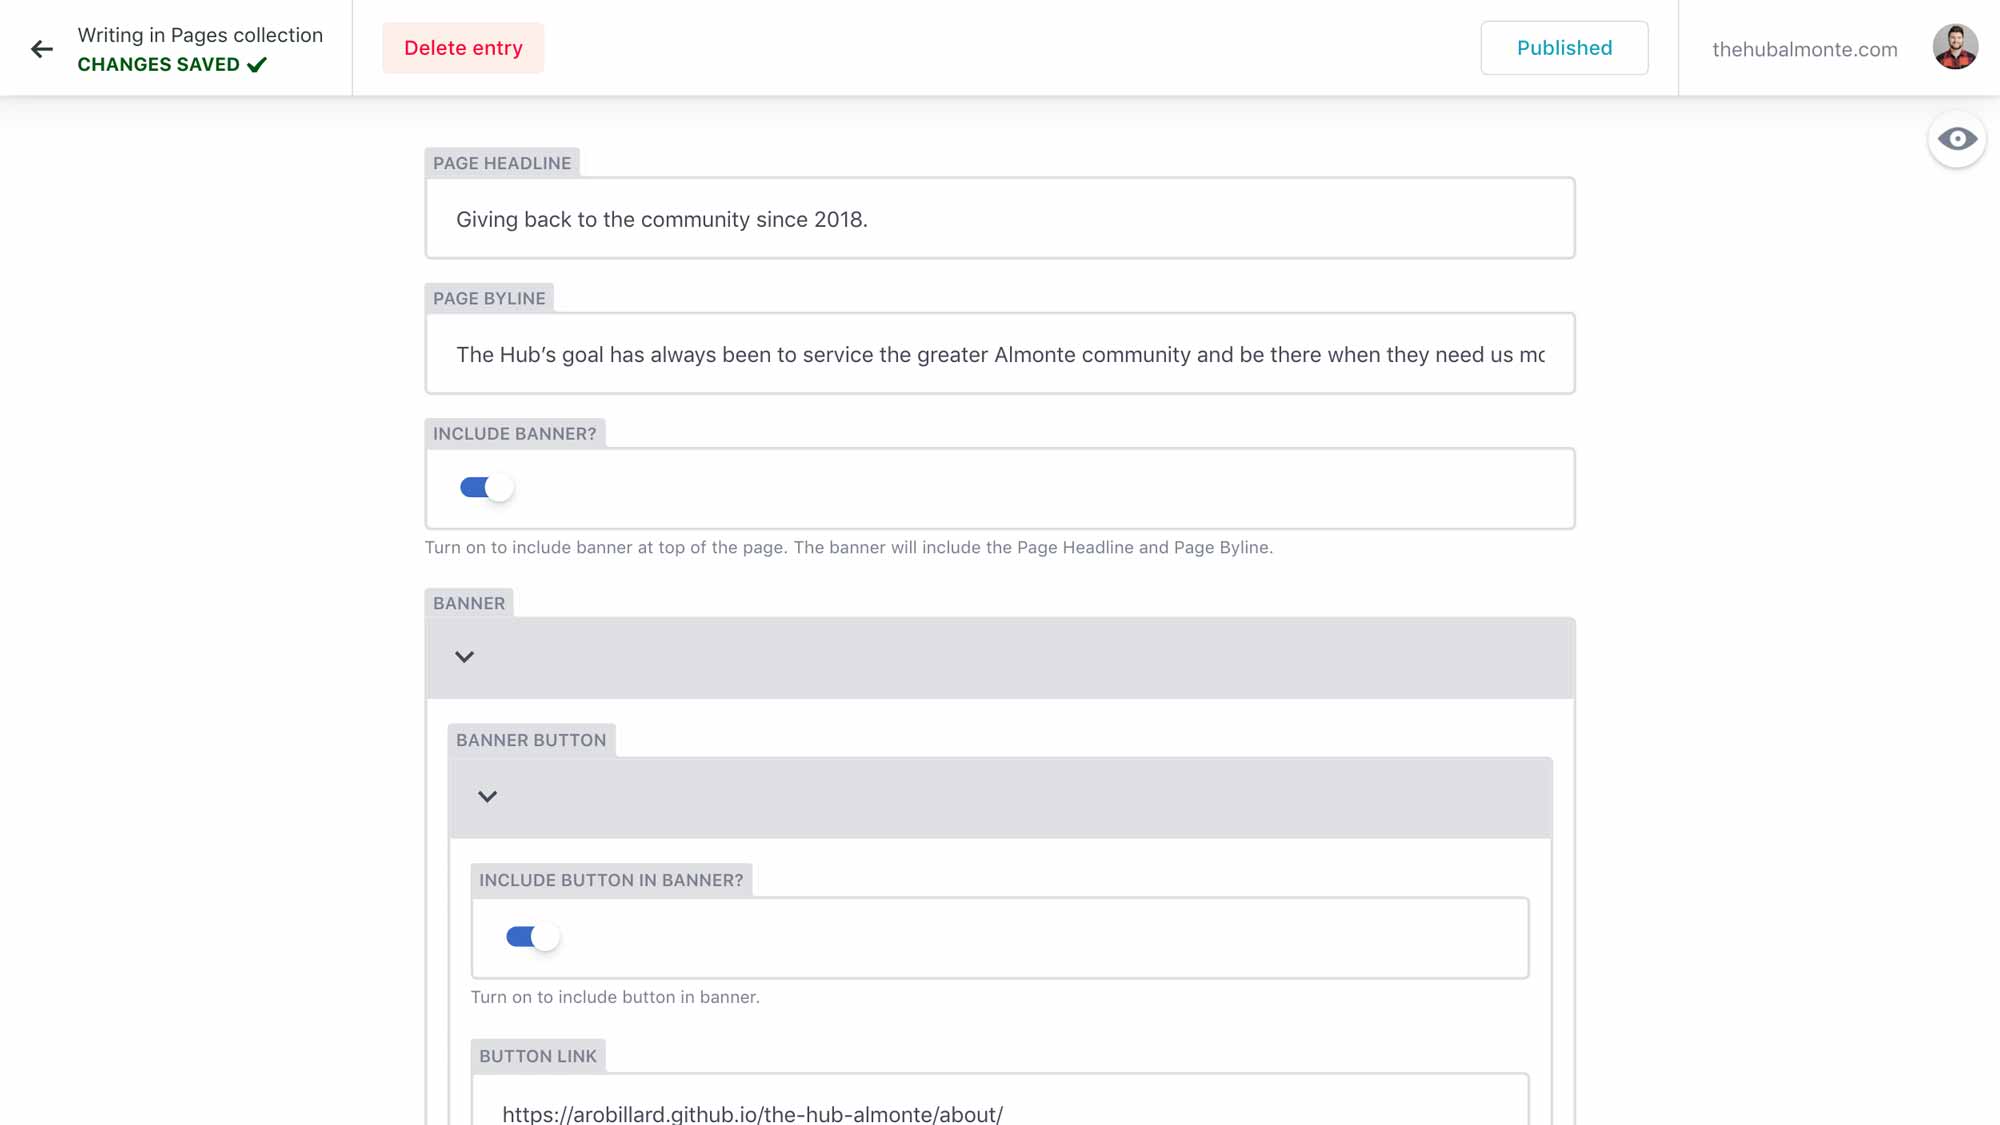 Writing in Pages collection
CHANGES SAVED
Delete entry
Published
thehubalmonte.com
PAGE HEADLINE
Giving back to the community since 2018.
PAGE BYLINE
The Hub’s goal has always been to service the greater Almonte community and be there when they need us
INCLUDE BANNER?
Turn on to include banner at top of the page. The banner will include the Page Headline and Page Byline.
BANNER
BANNER BUTTON
INCLUDE BUTTON IN BANNER?
Turn on to include button in banner.
BUTTON LINK
https://arobillard.github.io/the-hub-almonte/about/